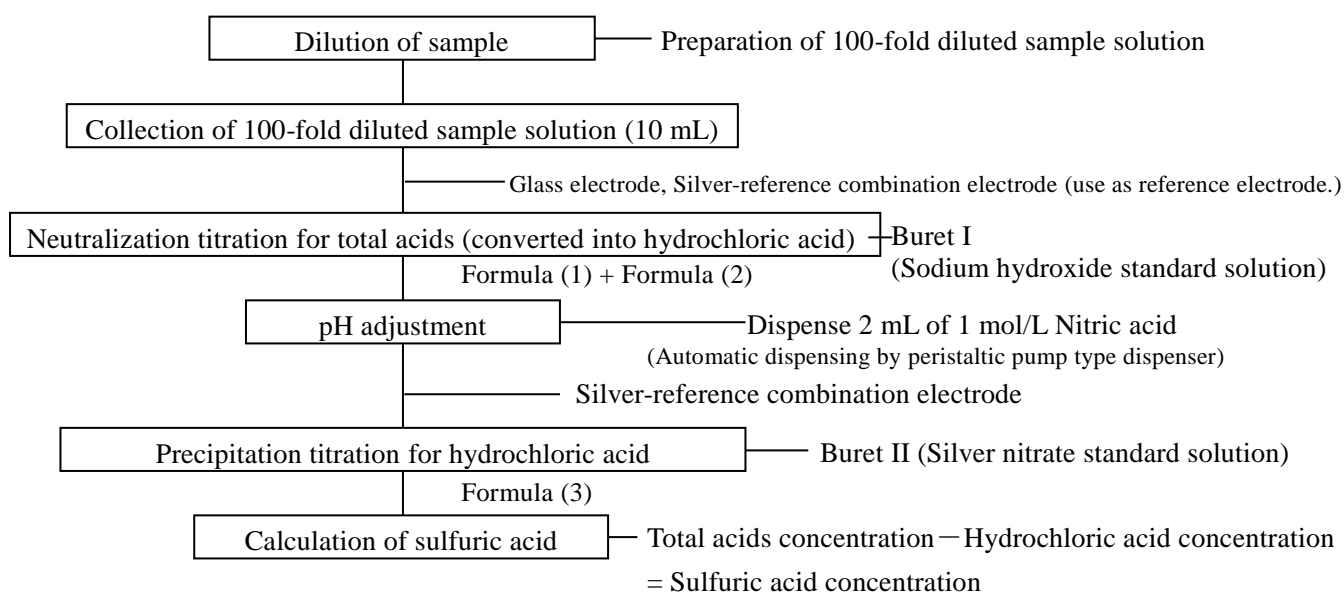 Dilution of sample
Preparation of 100-fold diluted sample solution
Collection of 100-fold diluted sample solution (10 mL)
Glass electrode, Silver-reference combination electrode (use as reference electrode.)
Neutralization titration for total acids (converted into hydrochloric acid)
Buret I
(Sodium hydroxide standard solution)
Formula (1) + Formula (2)
pH adjustment
Dispense 2 mL of 1 mol/L Nitric acid
(Automatic dispensing by peristaltic pump type dispenser)
Silver-reference combination electrode
Precipitation titration for hydrochloric acid
Buret II (Silver nitrate standard solution)
Formula (3)
Calculation of sulfuric acid
Total acids concentration－Hydrochloric acid concentration
= Sulfuric acid concentration